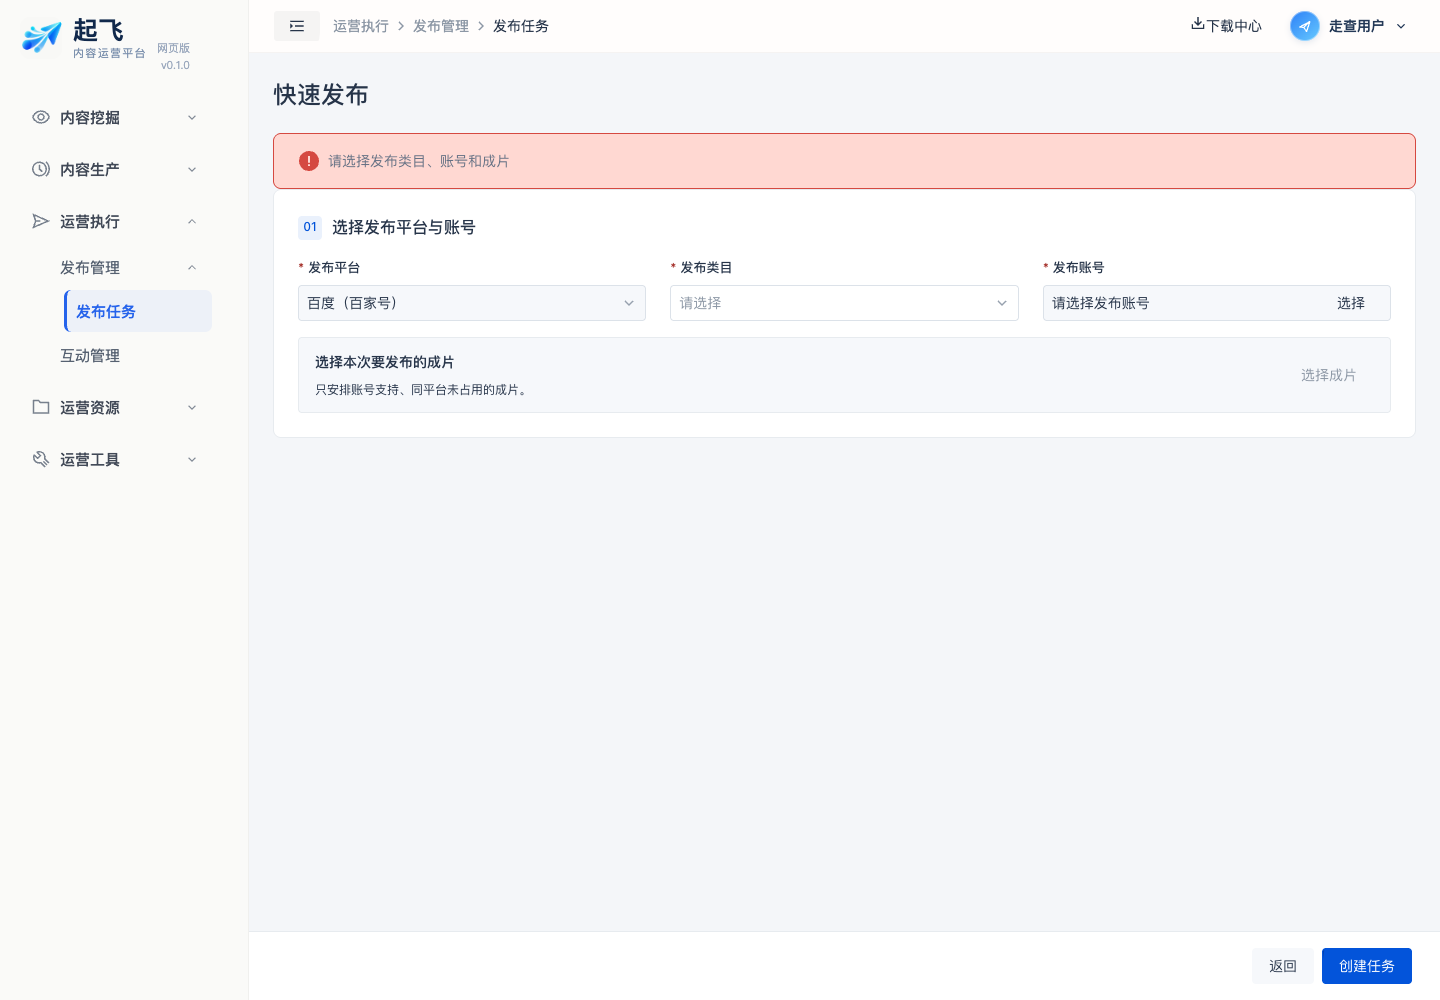 起飞
内容运营平台
网页版
v0.1.0
内容挖掘
内容生产
运营执行
发布管理
发布任务
互动管理
运营资源
运营工具
运营执行 > 发布管理 > 发布任务
下载中心
走查用户
快速发布
! 请选择发布类目、账号和成片
01 选择发布平台与账号
* 发布平台
百度（百家号）
* 发布类目
请选择
* 发布账号
请选择发布账号 选择
选择本次要发布的成片
只安排账号支持、同平台未占用的成片。
选择成片
返回
创建任务